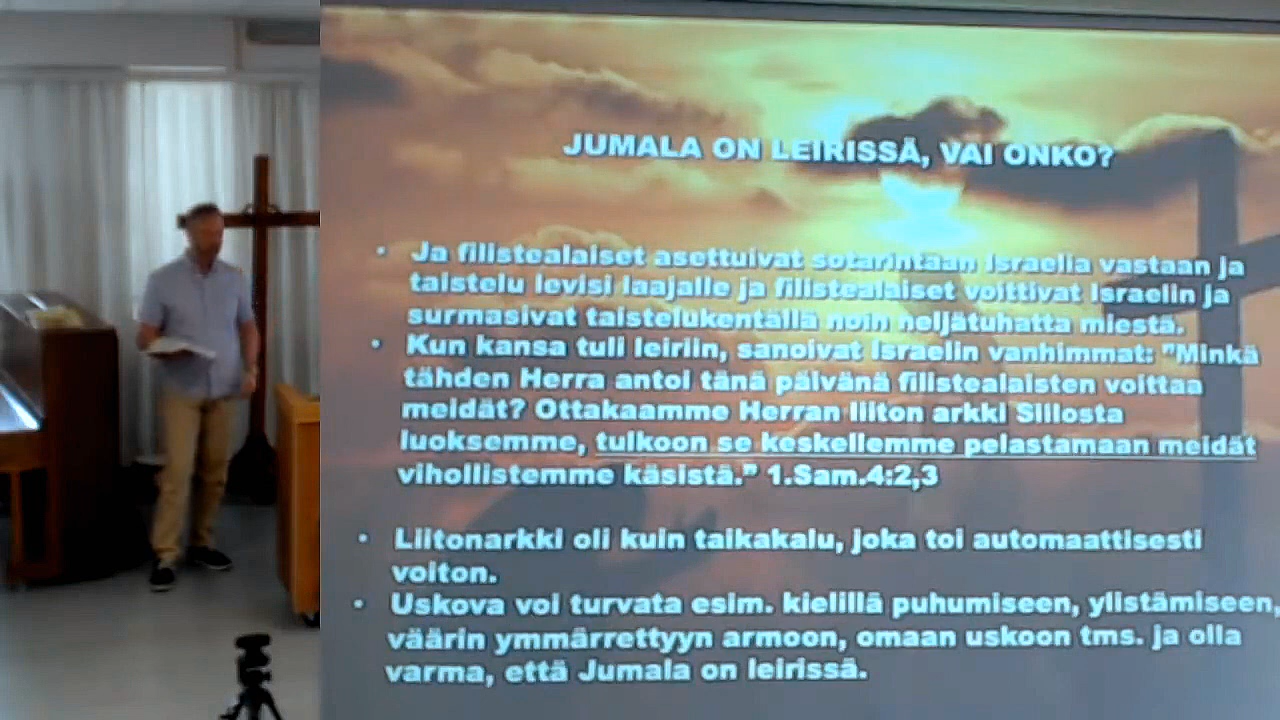 JUMALA ON LEIRISSÄ, VAI ONKO?
• Ja filistealaiset asettuivat sotarintaan Israelia vastaan ja
taistelu levisi laajalle ja filistealaiset voittivat Israelin ja
surmasivat taistelukentällä noin neljätuhatta miestä.
• Kun kansa tuli leiriin, sanoivat Israelin vanhimmat: "Minkä
tähden Herra antoi tänä päivänä filistealaisten voittaa
meidät? Ottakaamme Herran liiton arkki Siilosta
luoksemme, tulkoon se keskellemme pelastamaan meidät
vihollistemme käsistä." 1.Sam.4:2,3
• Liitonarkki oli kuin taikakalu, joka toi automaattisesti
voiton.
• Uskova voi turvata esim. kielillä puhumiseen, ylistämiseen,
väärin ymmärrettyyn armoon, omaan uskoon tms. ja olla
varma, että Jumala on leirissä.